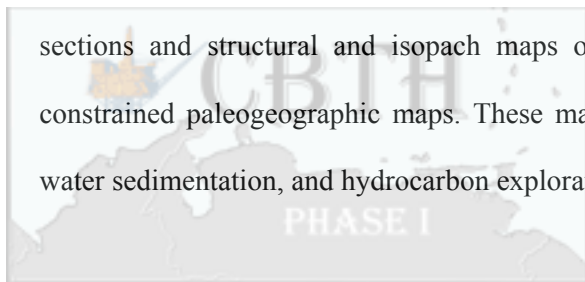 sections and structural and isopach maps o
CBTH
constrained paleogeographic maps. These ma
water sedimentation, and hydrocarbon explora
PHASE I